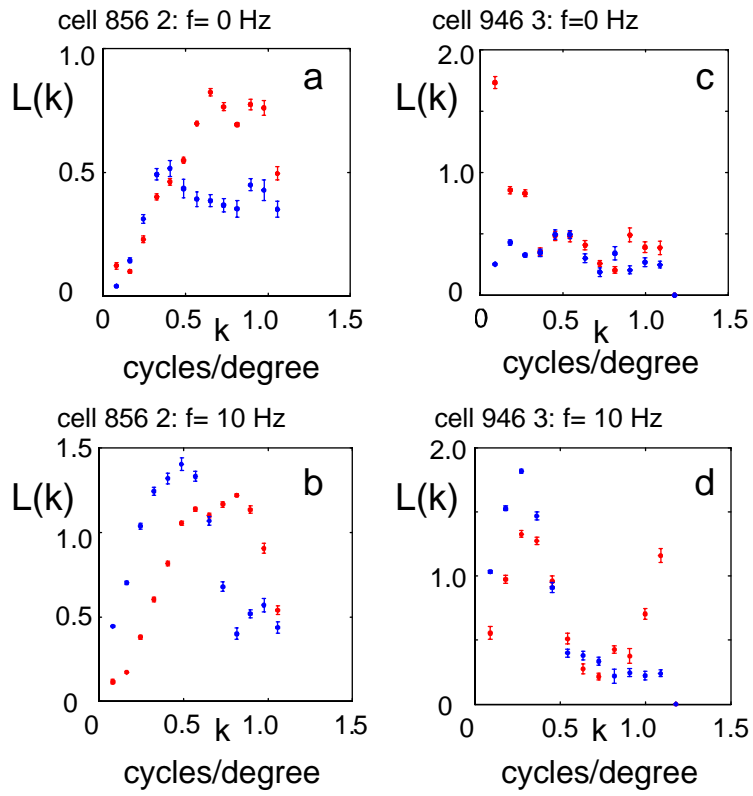 cell 856 2: f= 0 Hz
a
L(k)
1.0
0.5
0
0
0.5
1.0
1.5
k
cycles/degree
cell 946 3: f=0 Hz
c
L(k)
2.0
1.0
0
0
0.5
1.0
1.5
k
cycles/degree
cell 856 2: f= 10 Hz
b
L(k)
1.5
1.0
0.5
0
0
0.5
1.0
1.5
k
cycles/degree
cell 946 3: f= 10 Hz
d
L(k)
2.0
1.0
0
0
0.5
1.0
1.5
k
cycles/degree